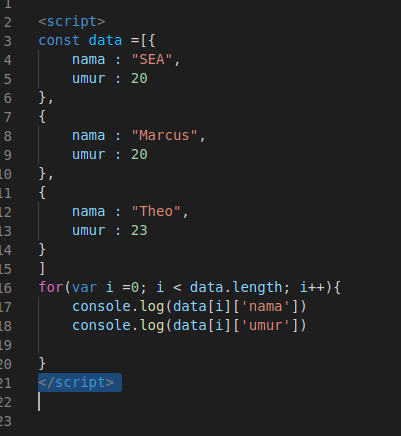 1
2 <script>
3 const data =[{
4     nama : "SEA",
5     umur : 20
6 },
7 {
8     nama : "Marcus",
9     umur : 20
10 },
11 {
12     nama : "Theo",
13     umur : 23
14 }
15 ]
16 for(var i =0; i < data.length; i++){
17     console.log(data[i]['nama'])
18     console.log(data[i]['umur'])
19
20 }
21 </script>
22
23